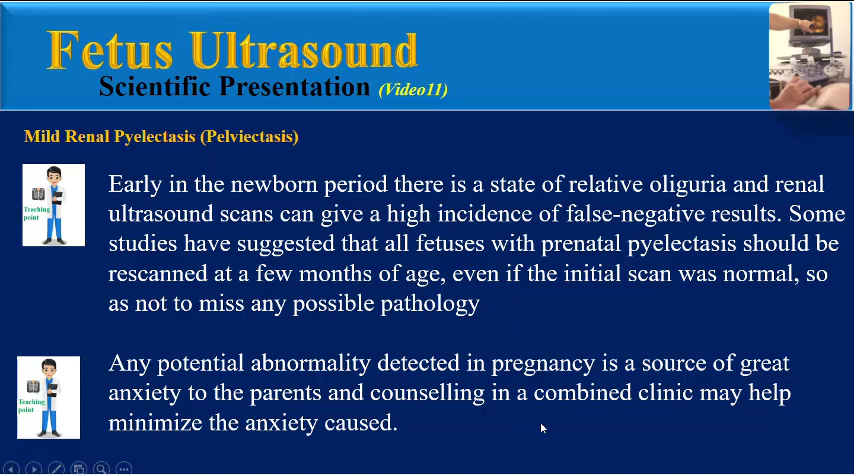 Fetus Ultrasound
Scientific Presentation (Video11)
Mild Renal Pyelectasis (Pelviectasis)
Teaching
point
Early in the newborn period there is a state of relative oliguria and renal
ultrasound scans can give a high incidence of false-negative results. Some
studies have suggested that all fetuses with prenatal pyelectasis should be
rescanned at a few months of age, even if the initial scan was normal, so
as not to miss any possible pathology
Teaching
point
Any potential abnormality detected in pregnancy is a source of great
anxiety to the parents and counselling in a combined clinic may help
minimize the anxiety caused.